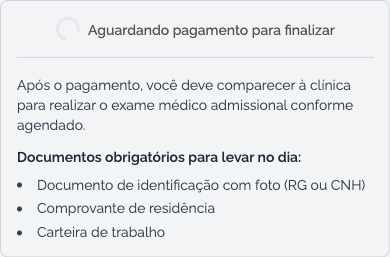 Aguardando pagamento para finalizar
Após o pagamento, você deve comparecer à clínica
para realizar o exame médico admissional conforme
agendado.
Documentos obrigatórios para levar no dia:
• Documento de identificação com foto (RG ou CNH)
• Comprovante de residência
• Carteira de trabalho